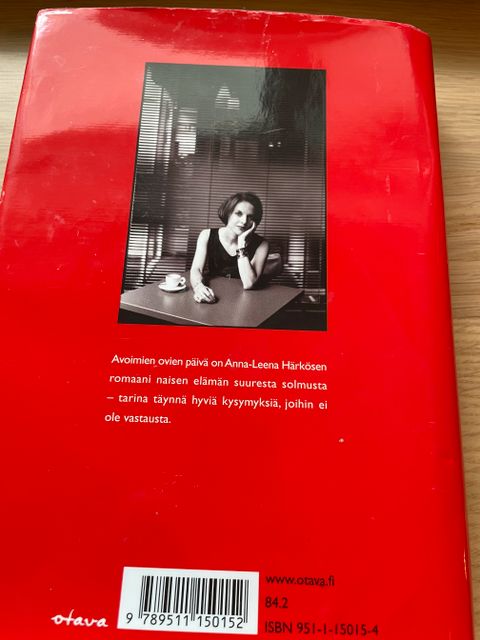 Avoimien ovien päivä on Anna-Leena Härkösen
romaani naisen elämän suuresta solmusta
– tarina täynnä hyviä kysymyksiä, joihin ei
ole vastausta.
www.otava.fi
84.2
ISBN 951-1-15015-4
otava
9 789511 150152